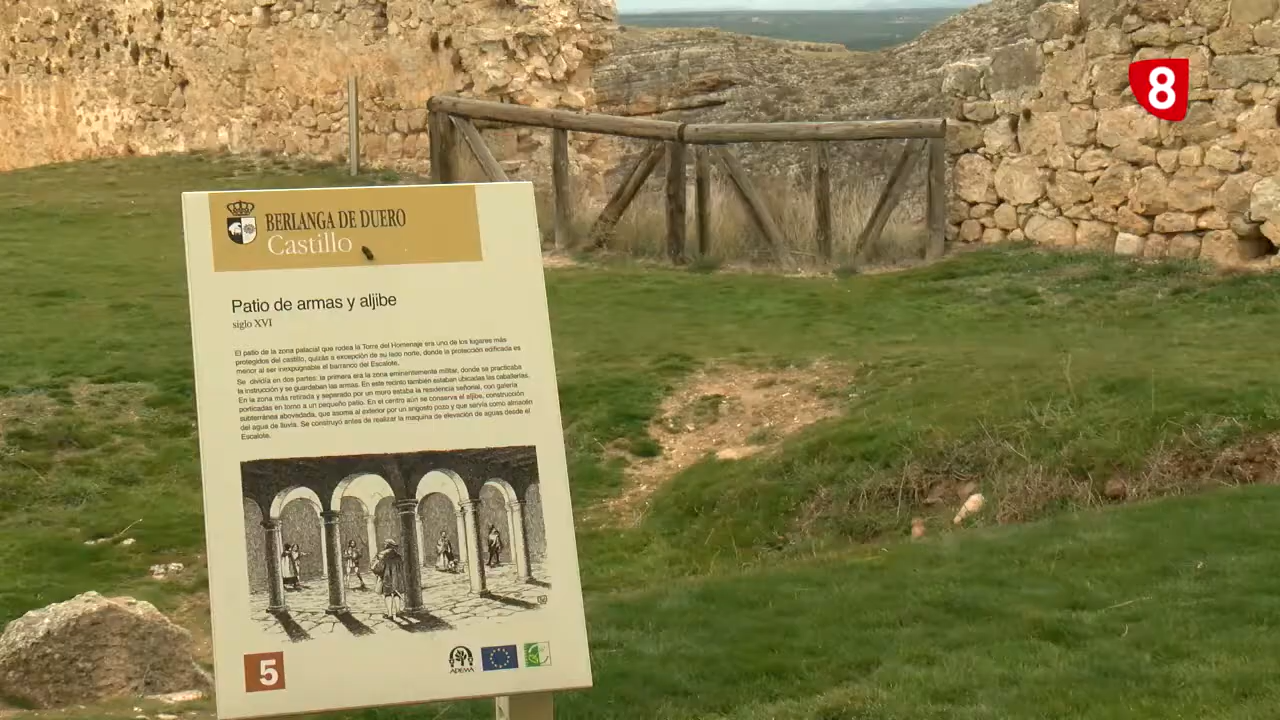 8
BERLANGA DE DUERO
Castillo
Patio de armas y aljibe
siglo XVI
El patio de la zona palacial que rodea la Torre del Homenaje era uno de los lugares más
protegidos del castillo, quizás a excepción de su lado norte, donde la protección edificada es
menor al ser inexpugnable el barranco del Escalote.
Se dividía en dos partes: la primera era la zona eminentemente militar, donde se practicaba
la instrucción y se guardaban las armas. En este recinto también estaban ubicadas las caballerías.
En la zona más retirada y separada por un muro estaba la residencia señorial, con galería
porticadas en torno a un pequeño patio. En el centro aún se conserva el aljibe, construcción
subterránea abovedada, que asoma al exterior por un angosto pozo y que servía como almacén
del agua de lluvia. Se construyó antes de realizar la maquina de elevación de aguas desde el
Escalote.
5
ADEMA